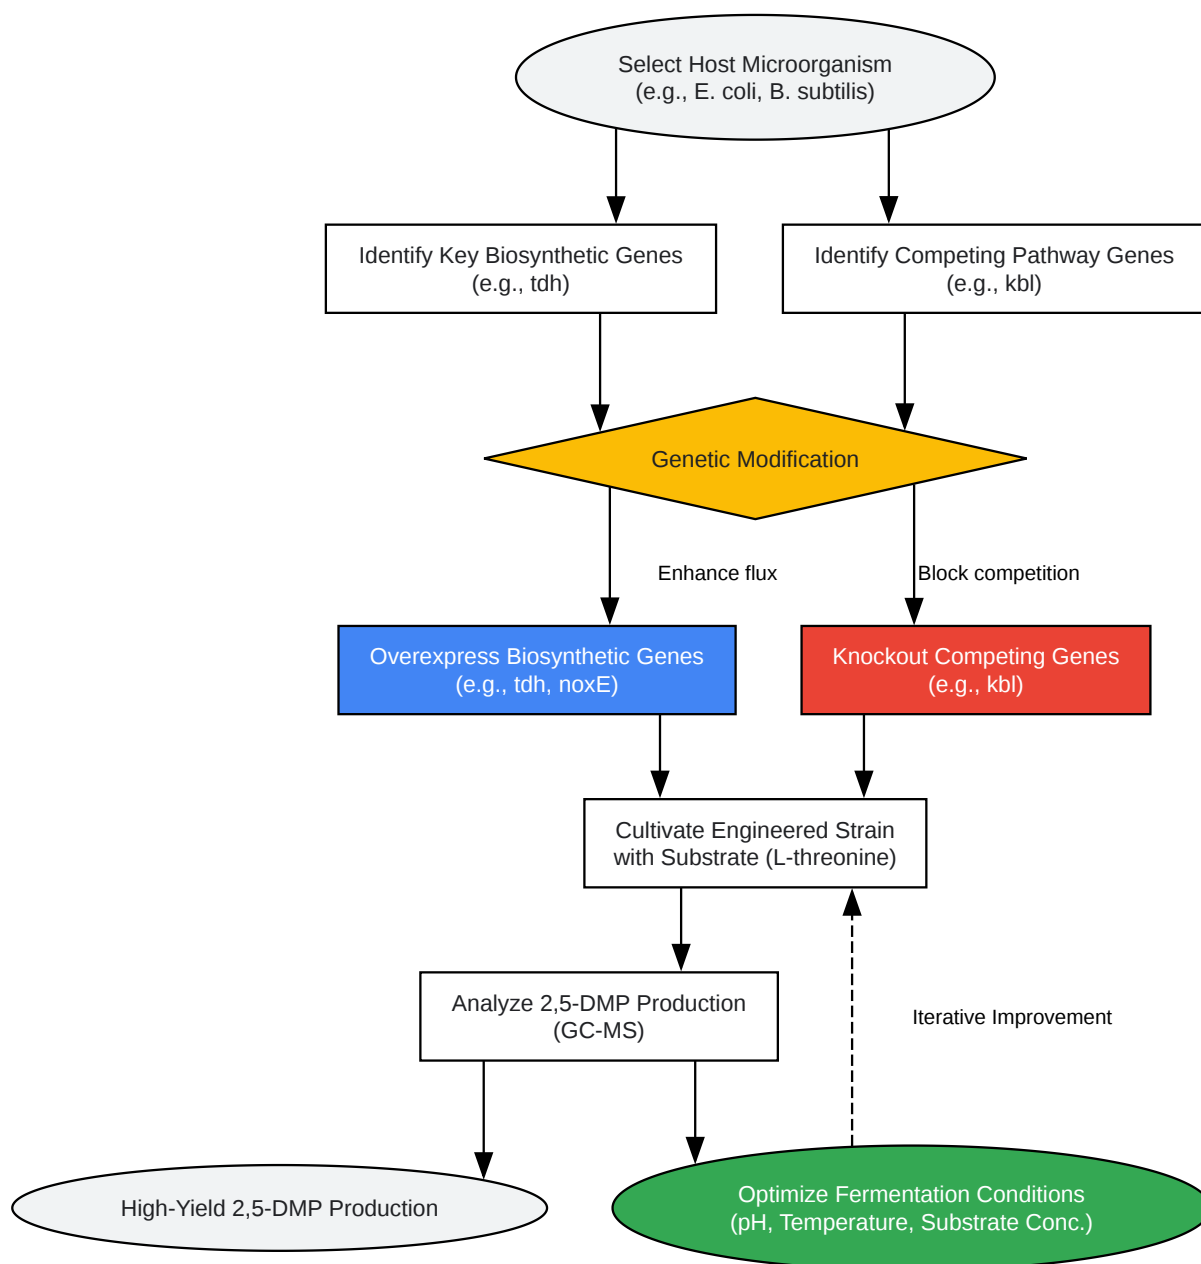 Select Host Microorganism
(e.g., E. coli, B. subtilis)
Identify Key Biosynthetic Genes
(e.g., tdh)
Identify Competing Pathway Genes
(e.g., kbl)
Genetic Modification
Enhance flux
Block competition
Overexpress Biosynthetic Genes
(e.g., tdh, noxE)
Knockout Competing Genes
(e.g., kbl)
Cultivate Engineered Strain
with Substrate (L-threonine)
Analyze 2,5-DMP Production
(GC-MS)
Iterative Improvement
High-Yield 2,5-DMP Production
Optimize Fermentation Conditions
(pH, Temperature, Substrate Conc.)